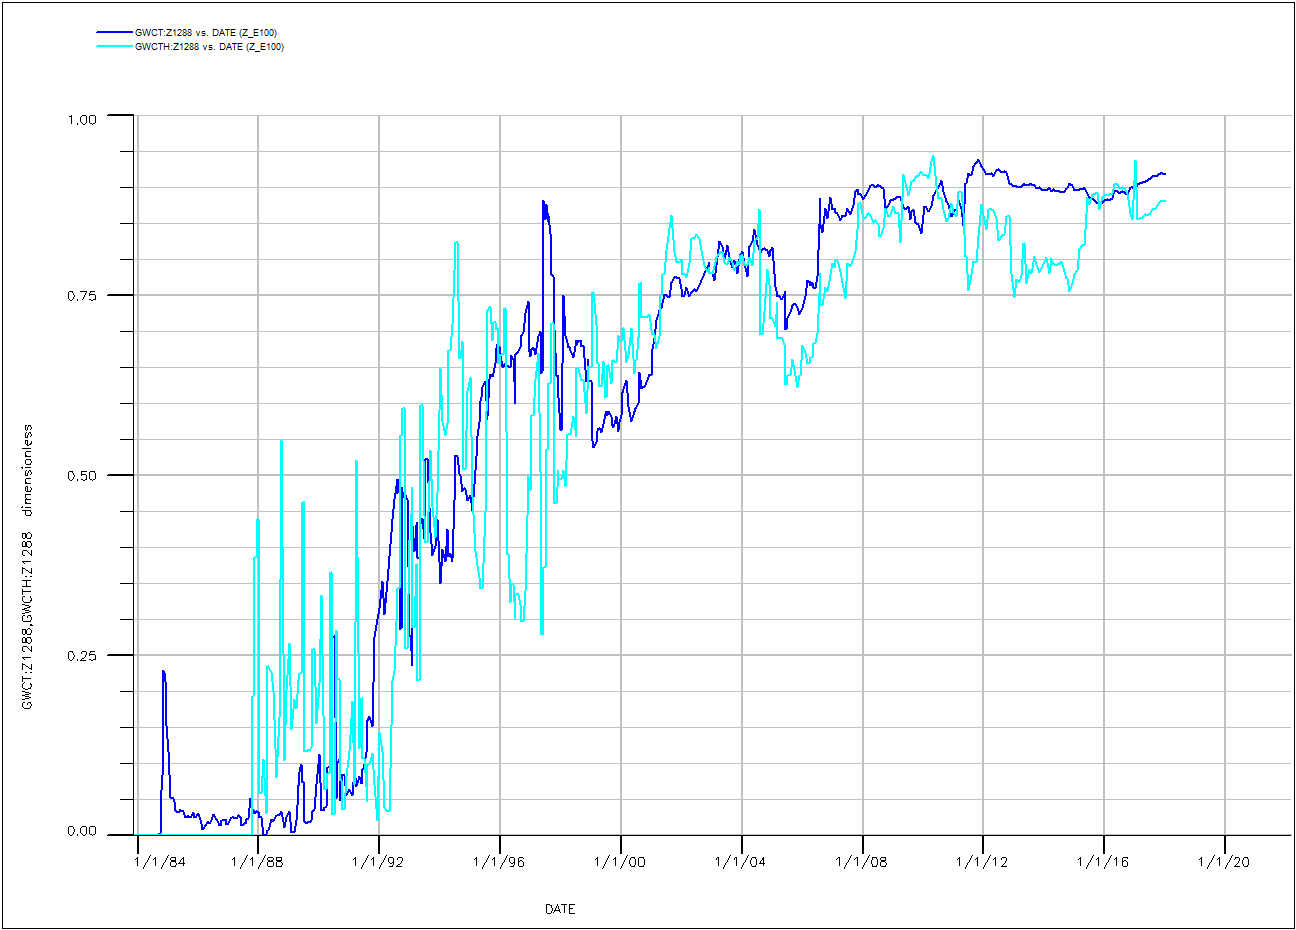 GWCT:Z1288 vs. DATE (Z_E100)
GWCTH:Z1288 vs. DATE (Z_E100)
1.00
0.75
0.50
0.25
0.00
GWCT:Z1288,GWCTH:Z1288 dimensionless
1/1/84 1/1/88 1/1/92 1/1/96 1/1/00 1/1/04 1/1/08 1/1/12 1/1/16 1/1/20
DATE